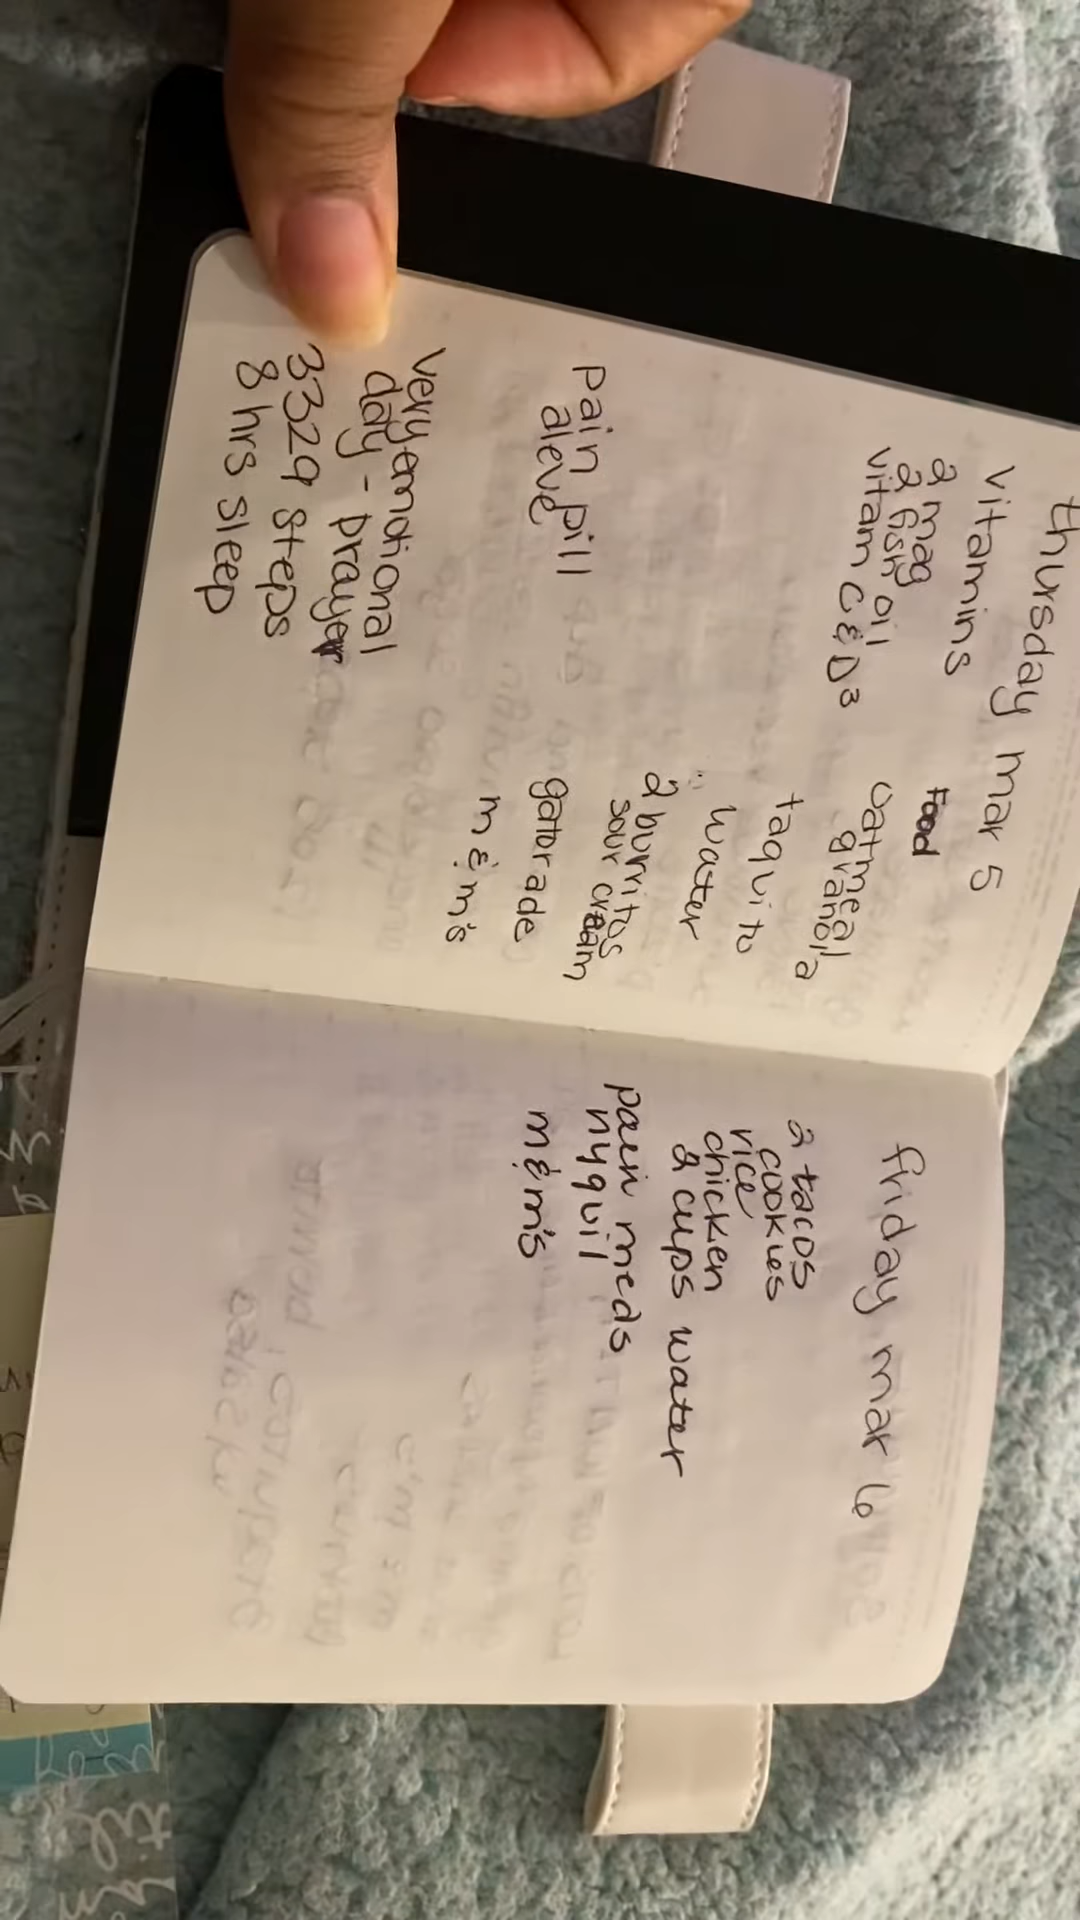 thursday mar 5
vitamins
2 mag
2 fish oil
vitam C & D3
pain pill
aleve
very emotional
day - prayer
3329 steps
8 hrs sleep
Food
oatmeal
granola
taquito
water
2 burritos
sour cream
gatorade
m & m's
friday mar 6
2 tacos
cookies
rice
chicken
2 cups water
pain meds
nyquil
m & m's